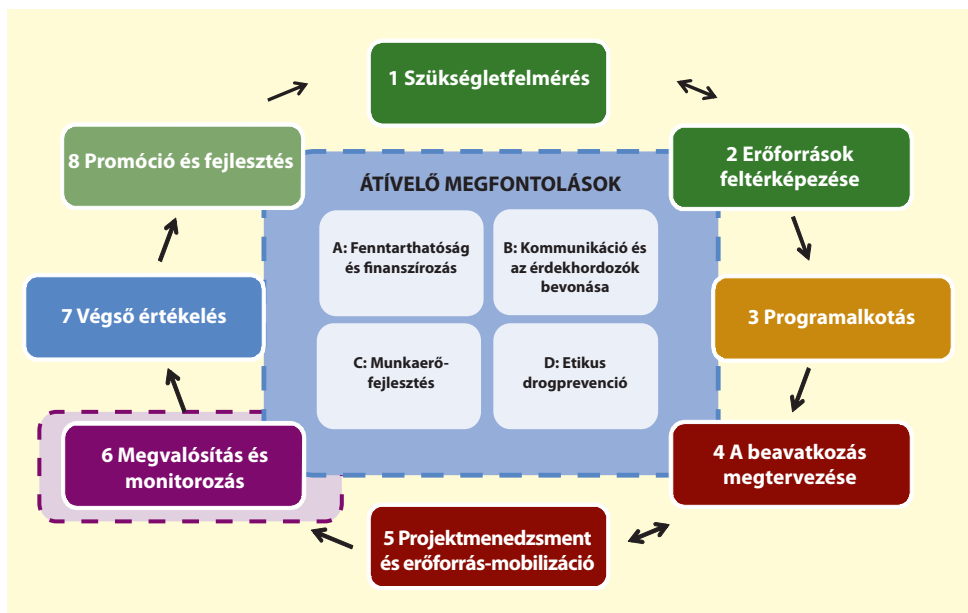 1 Szükségletfelmérés
2 Erőforrások
feltérképezése
3 Programalkotás
4 A beavatkozás
megtervezése
5 Projektmenedzsment
és erőforrás-mobilizáció
6 Megvalósítás és
monitorozás
7 Végső értékelés
8 Promóció és fejlesztés
ÁTÍVELŐ MEGFONTOLÁSOK
A: Fenntarthatóság
és finanszírozás
B: Kommunikáció és
az érdekhordozók
bevonása
C: Munkaerő-
fejlesztés
D: Etikus
drogprevenció